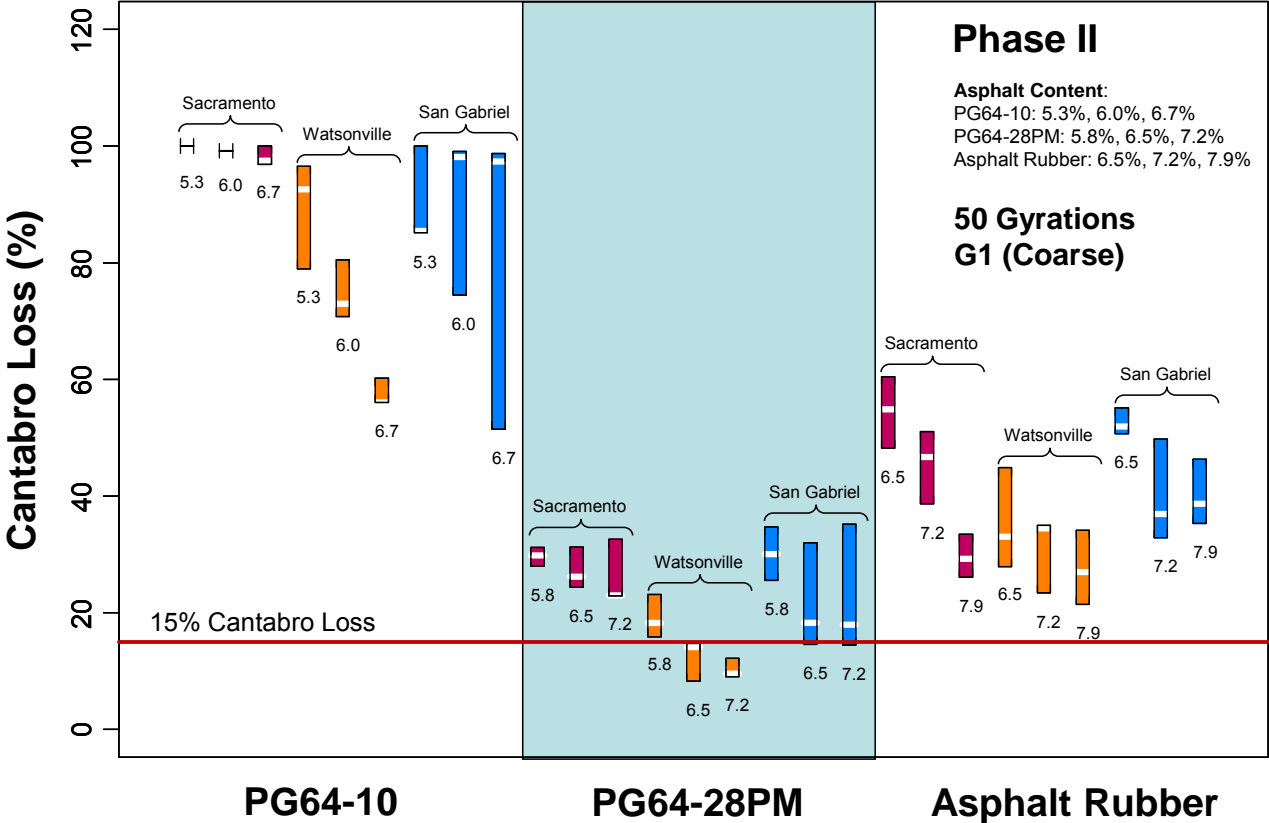 Cantabro Loss (%)
120
100
80
60
40
20
0
Phase II
Asphalt Content:
PG64-10: 5.3%, 6.0%, 6.7%
PG64-28PM: 5.8%, 6.5%, 7.2%
Asphalt Rubber: 6.5%, 7.2%, 7.9%
50 Gyrations
G1 (Coarse)
Sacramento
5.3 6.0 6.7
Watsonville
5.3
6.0
6.7
San Gabriel
5.3
6.0
6.7
Sacramento
5.8
6.5
7.2
Watsonville
5.8
6.5
7.2
San Gabriel
5.8
6.5
7.2
Sacramento
6.5
7.2
7.9
Watsonville
6.5
7.2
7.9
San Gabriel
6.5
7.2
7.9
15% Cantabro Loss
PG64-10 PG64-28PM Asphalt Rubber